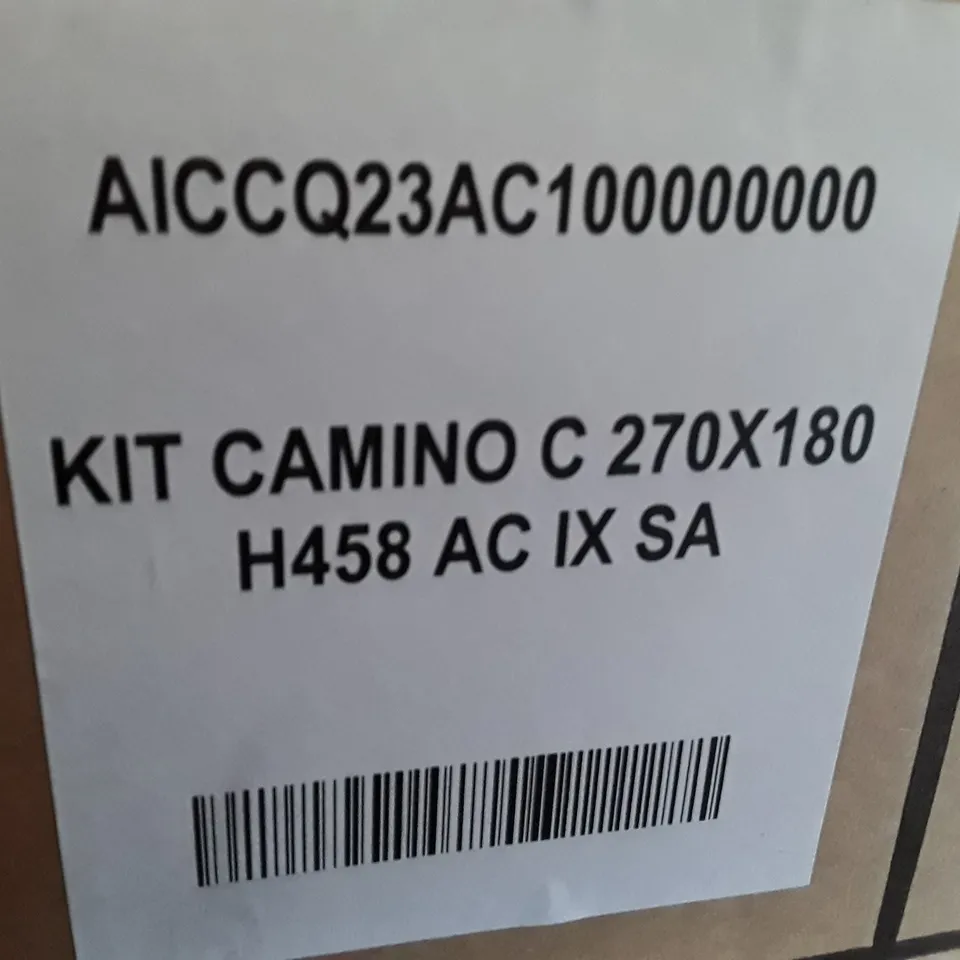 AICCQ23AC100000000
KIT CAMINO C 270X180
H458 AC IX SA